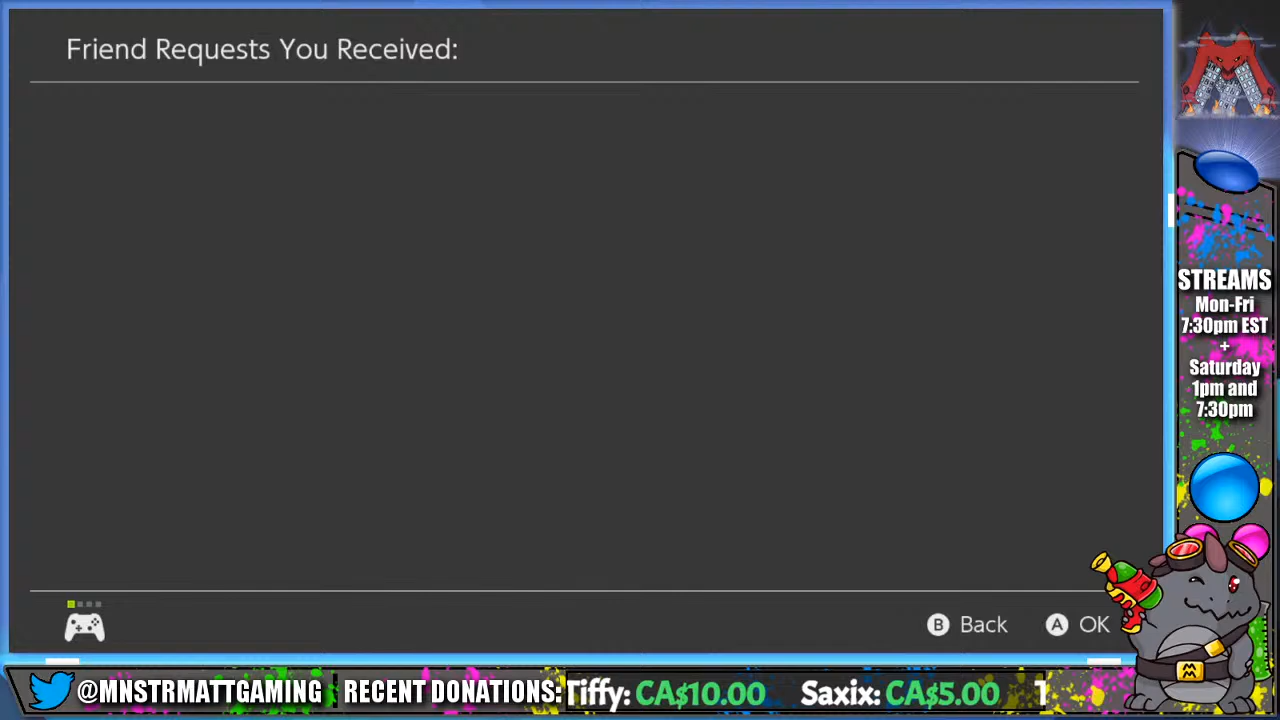 Friend Requests You Received:
STREAMS
Mon-Fri
7:30pm EST
+
Saturday
1pm and
7:30pm
B Back A OK
@MNSTRMATTGAMING RECENT DONATIONS: Tiffy: CA$10.00 Saxix: CA$5.00
M